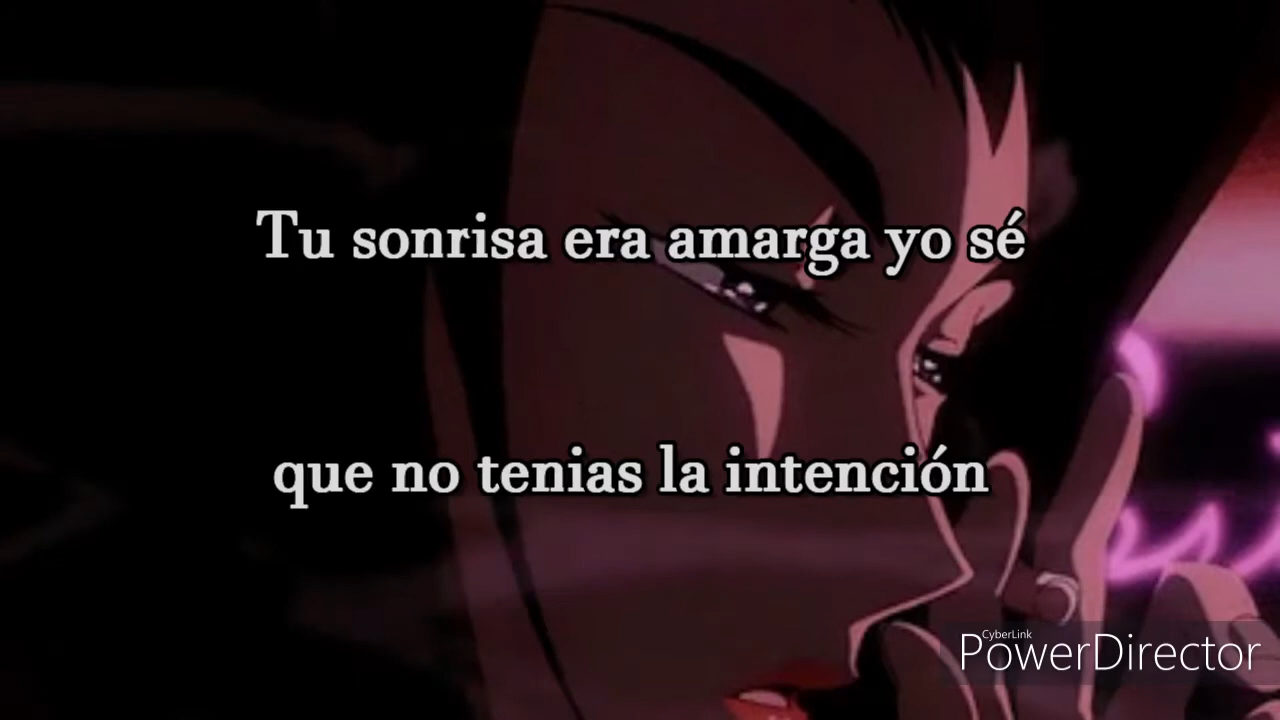 Tu sonrisa era amarga yo sé
que no tenias la intención
CyberLink
PowerDirector